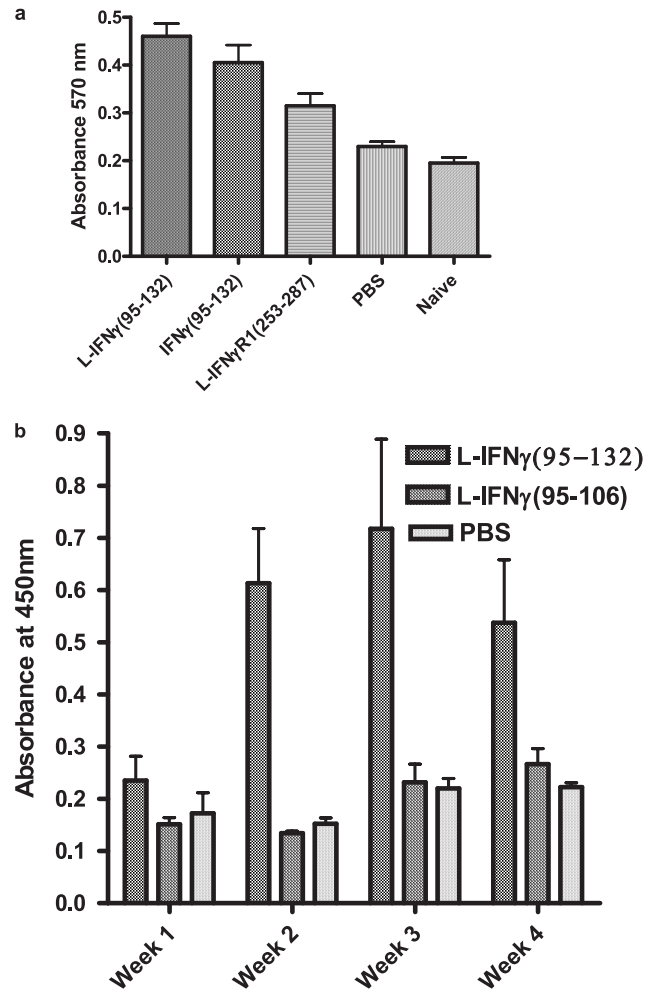 a
Absorbance 570 nm
0.5
0.4
0.3
0.2
0.1
0.0
L-IFNγ(95-132)
IFNγ(95-132)
L-IFNγR1(253-287)
PBS
Naive
b
Absorbance at 450nm
0.9
0.8
0.7
0.6
0.5
0.4
0.3
0.2
0.1
0.0
L-IFNγ(95–132)
L-IFNγ(95-106)
PBS
Week 1
Week 2
Week 3
Week 4